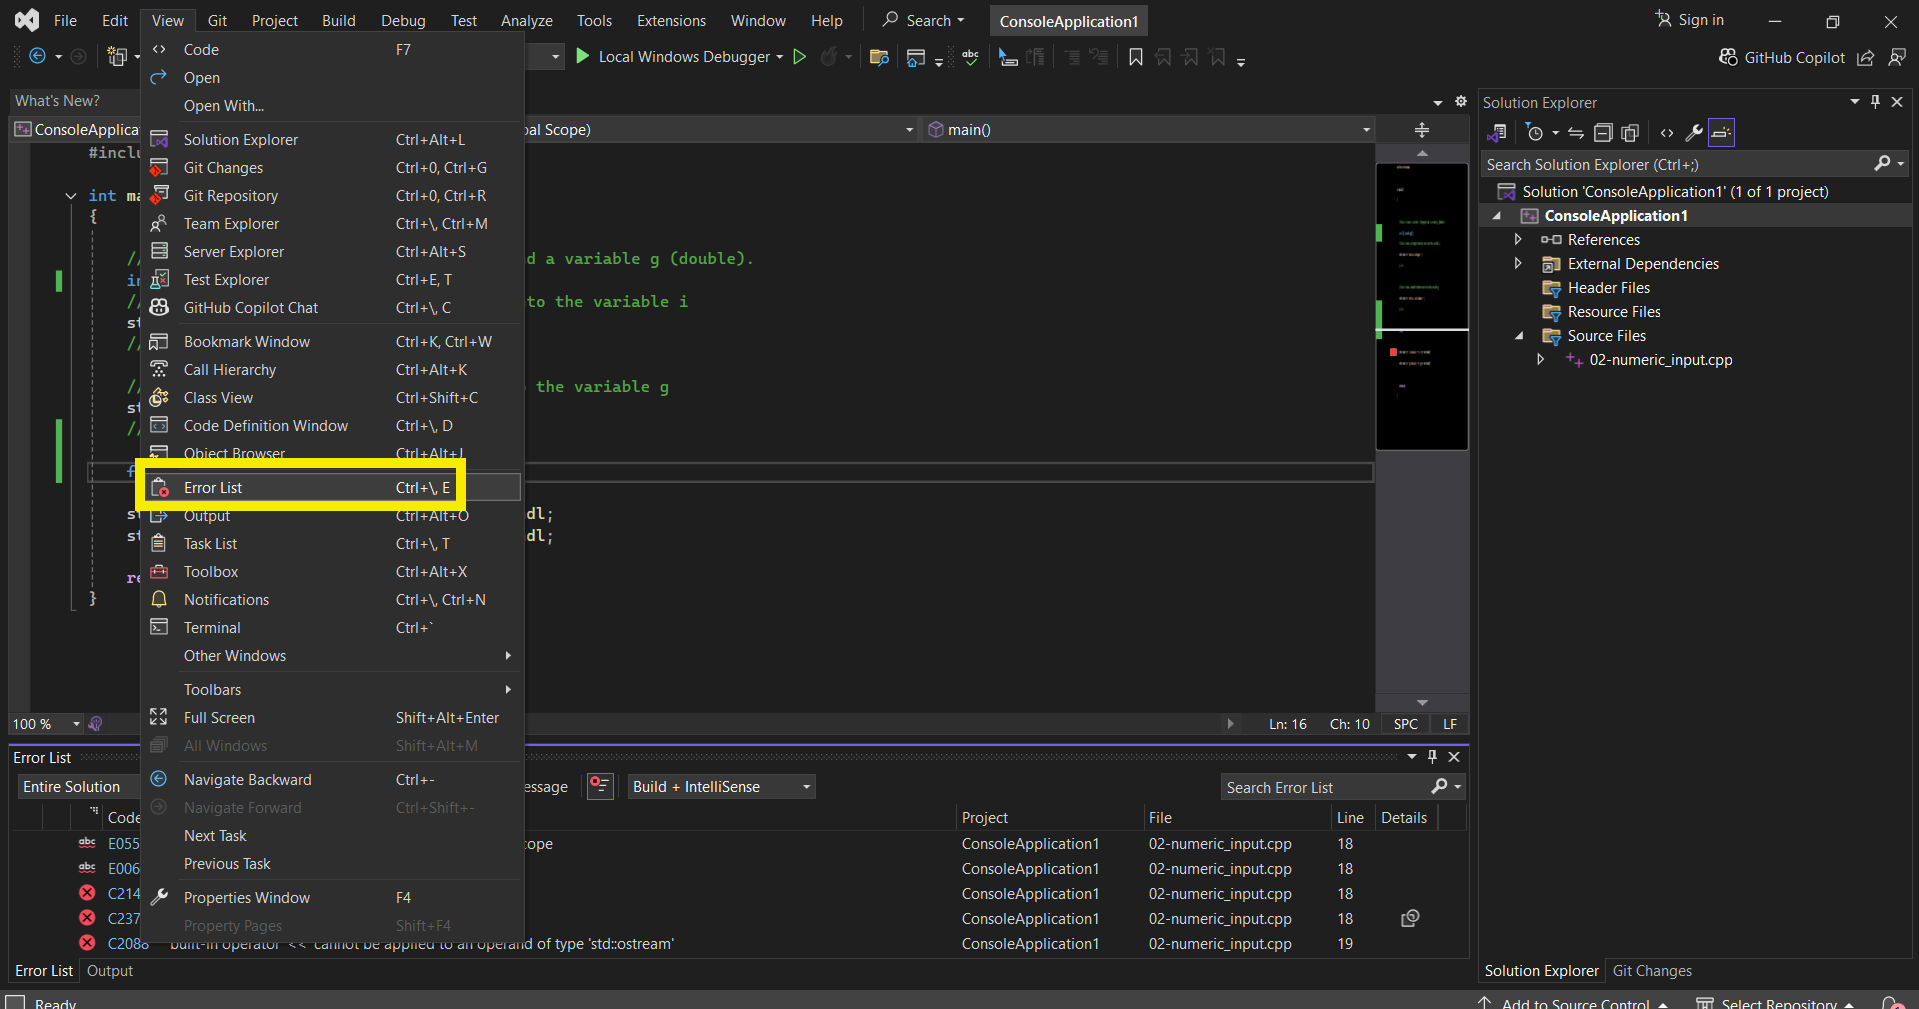 File Edit View Git Project Build Debug Test Analyze Tools Extensions Window Help Search ConsoleApplication1 Sign in
Local Windows Debugger GitHub Copilot
Code F7
Open
Open With...
Solution Explorer Ctrl+Alt+L
Git Changes Ctrl+0, Ctrl+G
Git Repository Ctrl+0, Ctrl+R
Team Explorer Ctrl+\, Ctrl+M
Server Explorer Ctrl+Alt+S
Test Explorer Ctrl+E, T
GitHub Copilot Chat Ctrl+\, C
Bookmark Window Ctrl+K, Ctrl+W
Call Hierarchy Ctrl+Alt+K
Class View Ctrl+Shift+C
Code Definition Window Ctrl+\, D
Object Browser Ctrl+Alt+J
Error List Ctrl+\, E
Output Ctrl+Alt+O
Task List Ctrl+\, T
Toolbox Ctrl+Alt+X
Notifications Ctrl+\, Ctrl+N
Terminal Ctrl+`
Other Windows
Toolbars
Full Screen Shift+Alt+Enter
All Windows Shift+Alt+M
Navigate Backward Ctrl+-
Navigate Forward Ctrl+Shift+-
Next Task
Previous Task
Properties Window F4
Property Pages Shift+F4
What's New?
ConsoleApplica
bal Scope) main()
#inclu
int ma
{
// d a variable g (double).
in
// to the variable i
st
//
// the variable g
st
//
f
st dl;
st dl;
re
}
100 % Ln: 16 Ch: 10 SPC LF
Error List
Entire Solution essage Build + IntelliSense Search Error List
Code Project File Line Details
E055 cope ConsoleApplication1 02-numeric_input.cpp 18
E006 ConsoleApplication1 02-numeric_input.cpp 18
C214 ConsoleApplication1 02-numeric_input.cpp 18
C237 ConsoleApplication1 02-numeric_input.cpp 18
C2088 built-in operator '<<' cannot be applied to an operand of type 'std::ostream' ConsoleApplication1 02-numeric_input.cpp 19
Error List Output
Solution Explorer
Search Solution Explorer (Ctrl+;)
Solution 'ConsoleApplication1' (1 of 1 project)
ConsoleApplication1
References
External Dependencies
Header Files
Resource Files
Source Files
02-numeric_input.cpp
Solution Explorer Git Changes
Ready Add to Source Control Select Repository